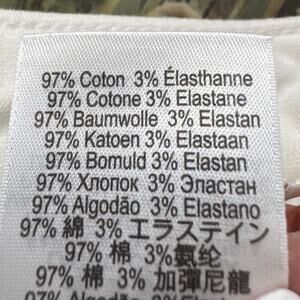 97% Coton 3% Élasthanne
97% Cotone 3% Elastane
97% Baumwolle 3% Elastan
97% Katoen 3% Elastaan
97% Bomuld 3% Elastan
97% Хлопок 3% Эластан
97% Algodão 3% Elastano
97% 綿 3% エラスティン
97% 棉 3%氨纶
97% 棉 3% 加彈尼龍